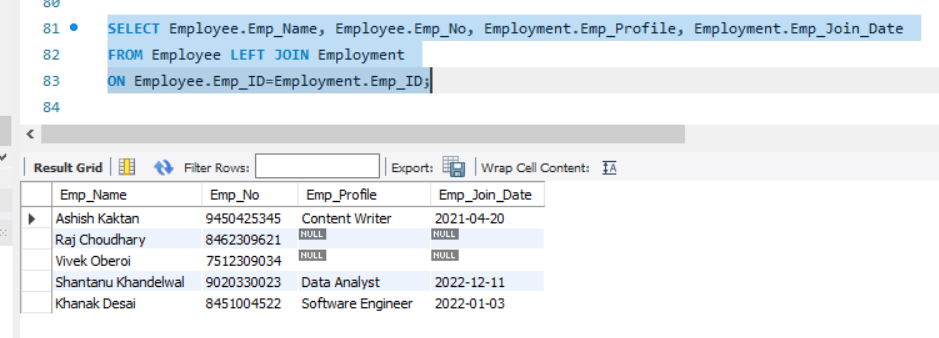 80
81 SELECT Employee.Emp_Name, Employee.Emp_No, Employment.Emp_Profile, Employment.Emp_Join_Date
82 FROM Employee LEFT JOIN Employment
83 ON Employee.Emp_ID=Employment.Emp_ID;
84
Result Grid Filter Rows: Export: Wrap Cell Content: IA
Emp_Name Emp_No Emp_Profile Emp_Join_Date
Ashish Kaktan 9450425345 Content Writer 2021-04-20
Raj Choudhary 8462309621 NULL NULL
Vivek Oberoi 7512309034 NULL NULL
Shantanu Khandelwal 9020330023 Data Analyst 2022-12-11
Khanak Desai 8451004522 Software Engineer 2022-01-03